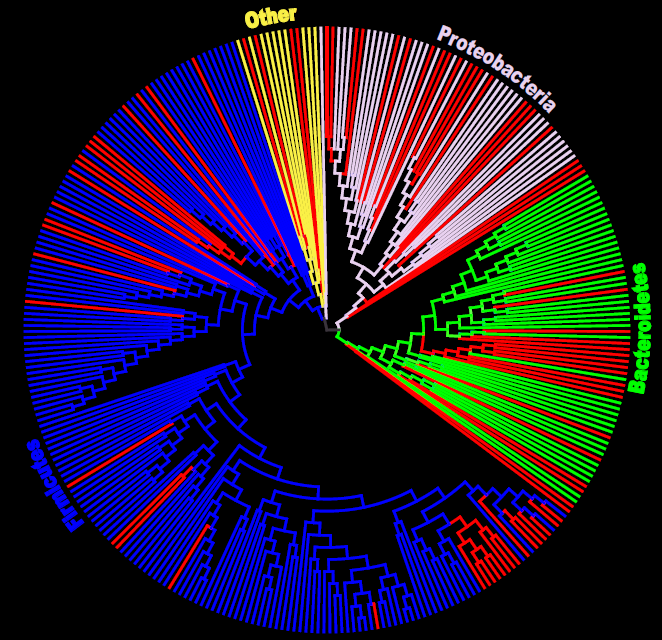 Other
Proteobacteria
Bacteroidetes
Firmicutes